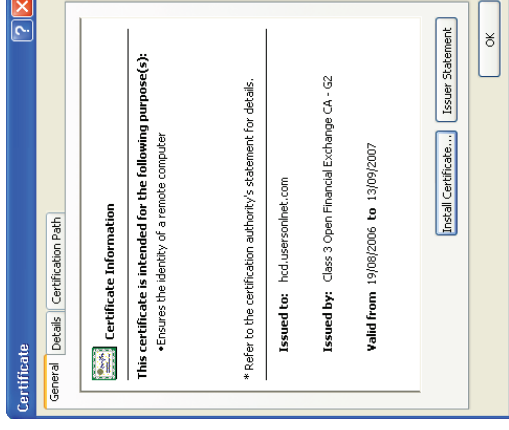 Certificate
General Details Certification Path
Certificate Information
This certificate is intended for the following purpose(s):
•Ensures the identity of a remote computer
* Refer to the certification authority's statement for details.
Issued to: hcd.usersonlnet.com
Issued by: Class 3 Open Financial Exchange CA - G2
Valid from 19/08/2006 to 13/09/2007
Install Certificate... Issuer Statement
OK